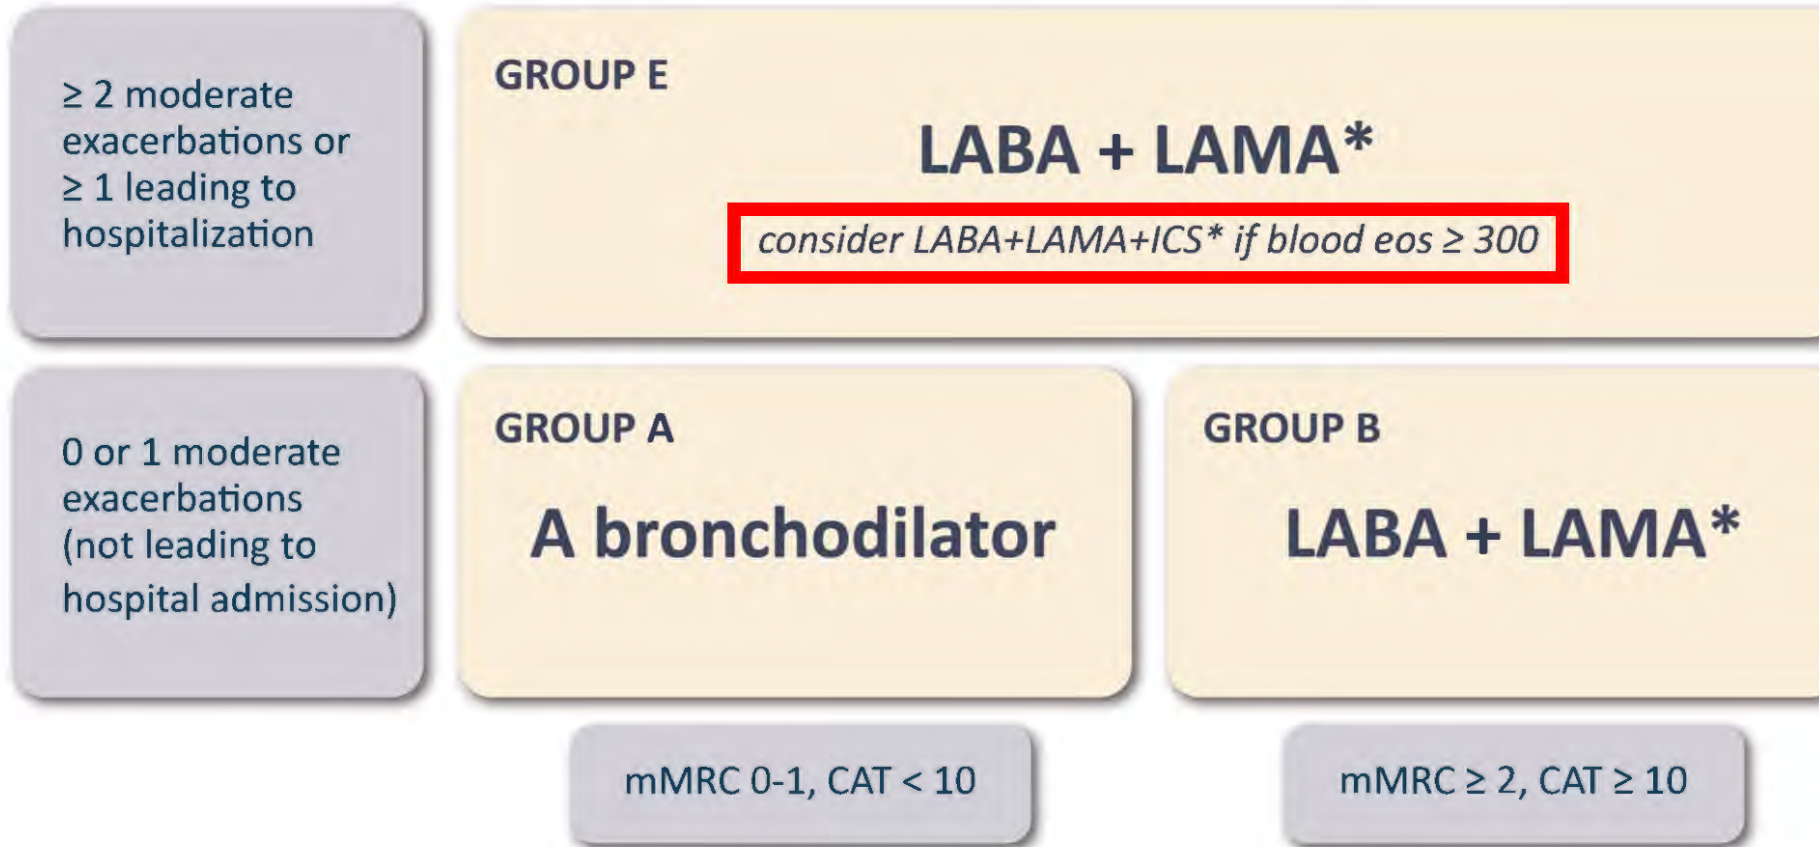 ≥ 2 moderate
exacerbations or
≥ 1 leading to
hospitalization
GROUP E
LABA + LAMA*
consider LABA+LAMA+ICS* if blood eos ≥ 300
0 or 1 moderate
exacerbations
(not leading to
hospital admission)
GROUP A
A bronchodilator
GROUP B
LABA + LAMA*
mMRC 0-1, CAT < 10
mMRC ≥ 2, CAT ≥ 10